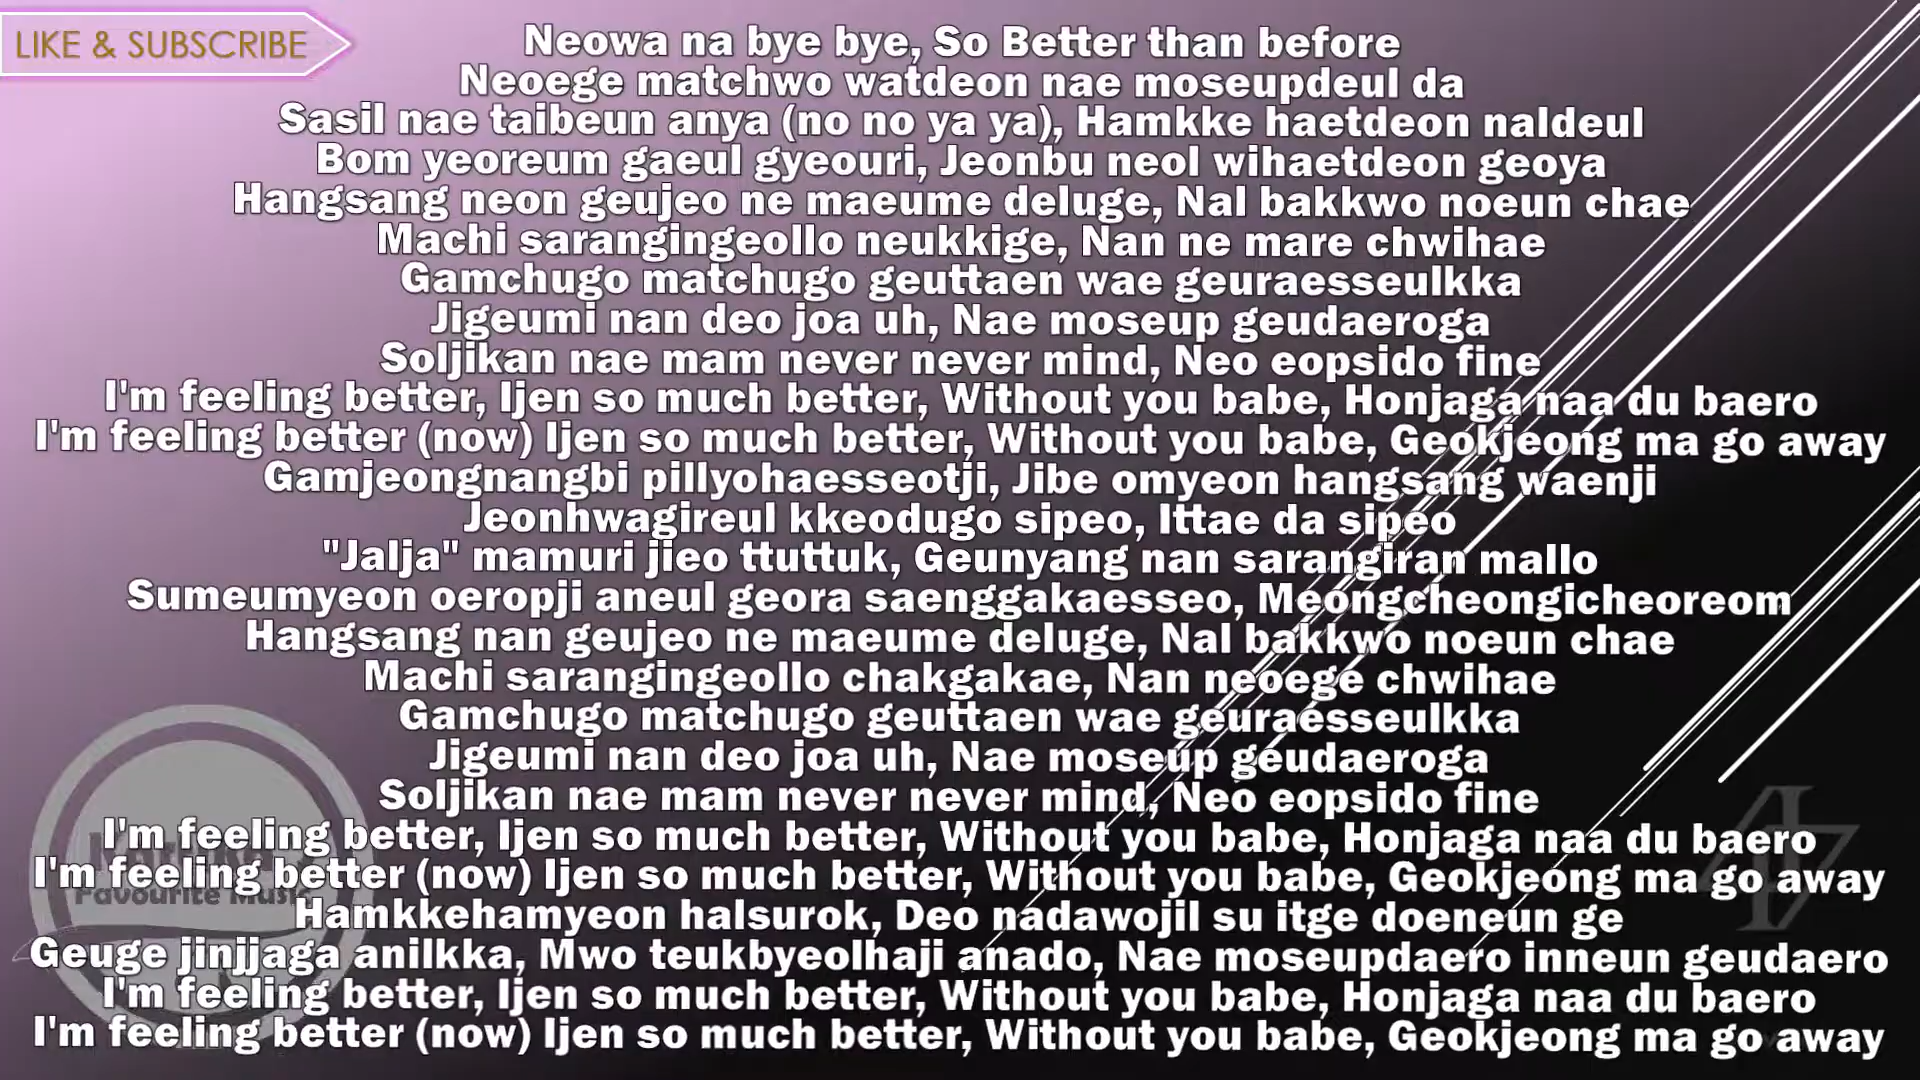 LIKE & SUBSCRIBE
Neowa na bye bye, So Better than before
Neoege matchwo watdeon nae moseupdeul da
Sasil nae taibeun anya (no no ya ya), Hamkke haetdeon naldeul
Bom yeoreum gaeul gyeouri, Jeonbu neol wihaetdeon geoya
Hangsang neon geujeo ne maeume deluge, Nal bakkwo noeun chae
Machi sarangingeollo neukkige, Nan ne mare chwihae
Gamchugo matchugo geuttaen wae geuraesseulkka
Jigeumi nan deo joa uh, Nae moseup geudaeroga
Soljikan nae mam never never mind, Neo eopsido fine
I'm feeling better, Ijen so much better, Without you babe, Honjaga naa du baero
I'm feeling better (now) Ijen so much better, Without you babe, Geokjeong ma go away
Gamjeongnangbi pillyohaesseotji, Jibe omyeon hangsang waenji
Jeonhwagireul kkeodugo sipeo, Ittae da sipeo
"Jalja" mamuri jieo ttuttuk, Geunyang nan sarangiran mallo
Sumeumyeon oeropji aneul geora saenggakaesseo, Meongcheongicheoreom
Hangsang nan geujeo ne maeume deluge, Nal bakkwo noeun chae
Machi sarangingeollo chakgakae, Nan neoege chwihae
Gamchugo matchugo geuttaen wae geuraesseulkka
Jigeumi nan deo joa uh, Nae moseup geudaeroga
Soljikan nae mam never never mind, Neo eopsido fine
I'm feeling better, Ijen so much better, Without you babe, Honjaga naa du baero
I'm feeling better (now) Ijen so much better, Without you babe, Geokjeong ma go away
Favourite Music
Hamkkehamyeon halsurok, Deo nadawojil su itge doeneun ge
Geuge jinjjaga anilkka, Mwo teukbyeolhaji anado, Nae moseupdaero inneun geudaero
I'm feeling better, Ijen so much better, Without you babe, Honjaga naa du baero
I'm feeling better (now) Ijen so much better, Without you babe, Geokjeong ma go away